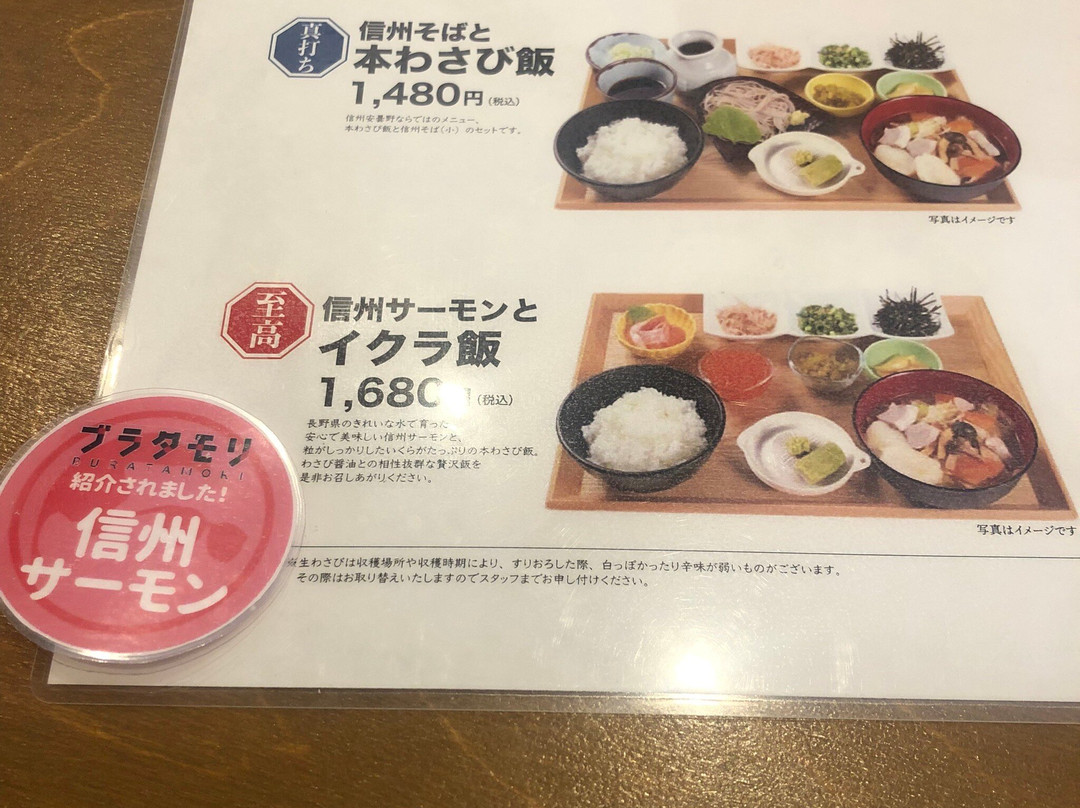 真打ち
信州そばと
本わさび飯
1,480円(税込)
信州安曇野ならではのメニュー。
本わさび飯と信州そば(小)のセットです。
写真はイメージです
至高
信州サーモンと
イクラ飯
1,680円(税込)
長野県のきれいな水で育った
安心で美味しい信州サーモンと、
粒がしっかりしたいくらがたっぷりの本わさび飯。
わさび醤油との相性抜群な贅沢飯を
是非お召しあがりください。
写真はイメージです
ブラタモリ
BURATAMORI
紹介されました!
信州
サーモン
※生わさびは収穫場所や収穫時期により、すりおろした際、白っぽかったり辛味が弱いものがございます。
その際はお取り替えいたしますのでスタッフまでお申し付けください。